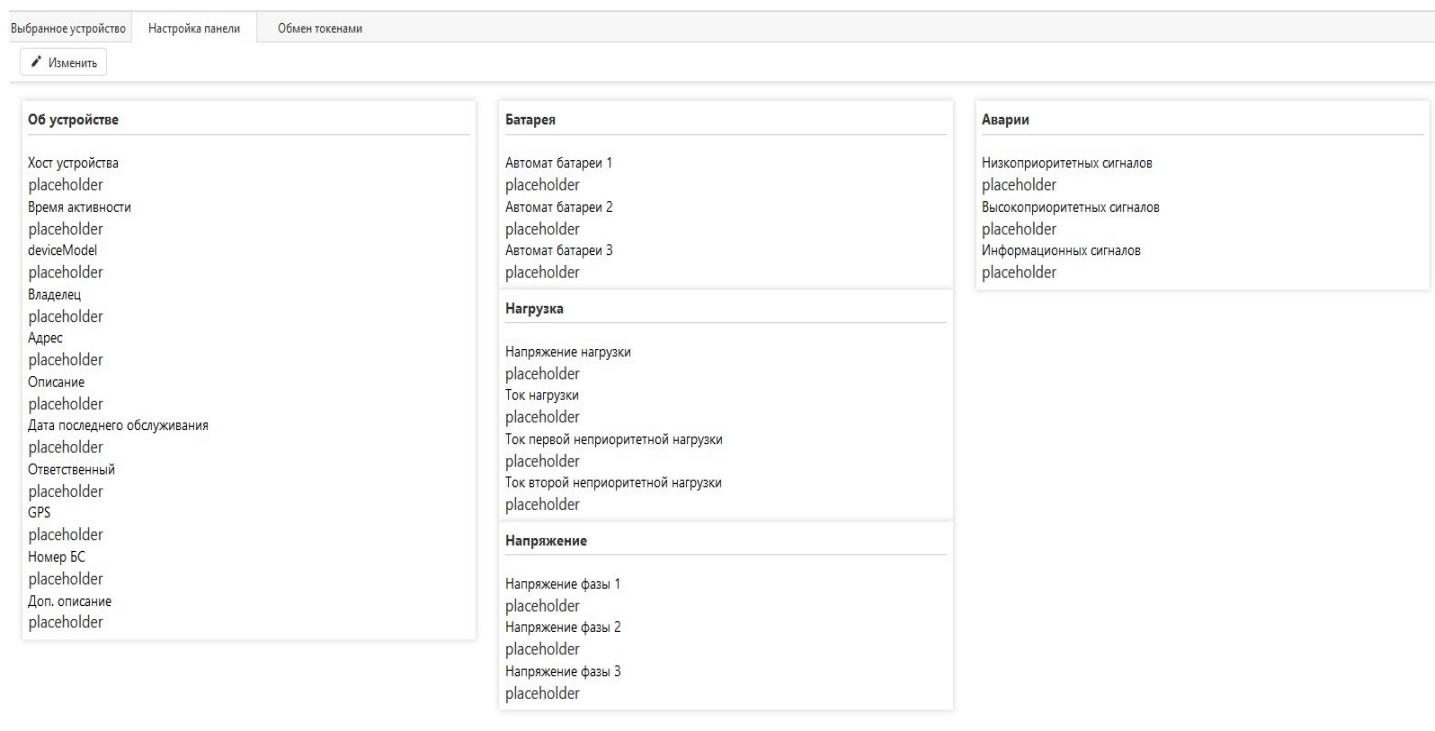 Выбранное устройство
Настройка панели
Обмен токенами
Изменить
Об устройстве
Хост устройства
placeholder
Время активности
placeholder
deviceModel
placeholder
Владелец
placeholder
Адрес
placeholder
Описание
placeholder
Дата последнего обслуживания
placeholder
Ответственный
placeholder
GPS
placeholder
Номер БС
placeholder
Доп. описание
placeholder
Батарея
Автомат батареи 1
placeholder
Автомат батареи 2
placeholder
Автомат батареи 3
placeholder
Нагрузка
Напряжение нагрузки
placeholder
Ток нагрузки
placeholder
Ток первой неприоритетной нагрузки
placeholder
Ток второй неприоритетной нагрузки
placeholder
Напряжение
Напряжение фазы 1
placeholder
Напряжение фазы 2
placeholder
Напряжение фазы 3
placeholder
Аварии
Низкоприоритетных сигналов
placeholder
Высокоприоритетных сигналов
placeholder
Информационных сигналов
placeholder